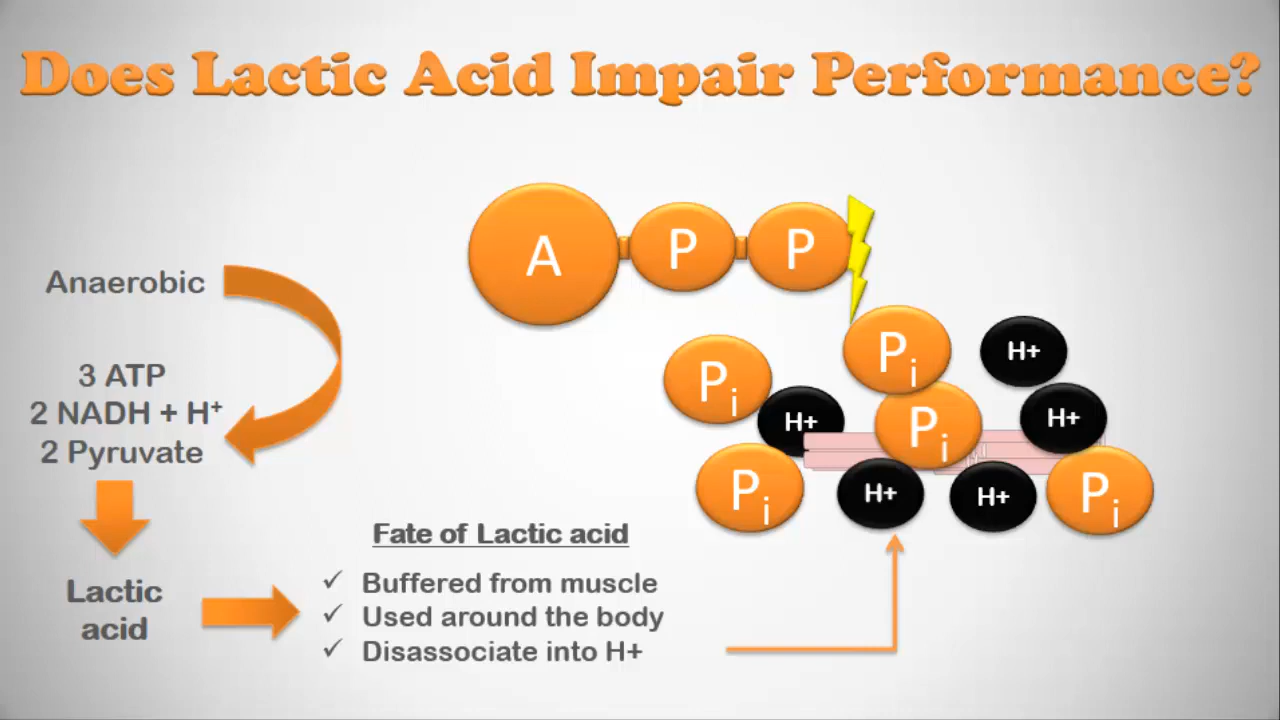 Does Lactic Acid Impair Performance?
A P P
Anaerobic
3 ATP
2 NADH + H⁺
2 Pyruvate
Lactic
acid
Fate of Lactic acid
✓ Buffered from muscle
✓ Used around the body
✓ Disassociate into H+
Pᵢ H+
Pᵢ H+ Pᵢ H+
Pᵢ H+ H+ Pᵢ